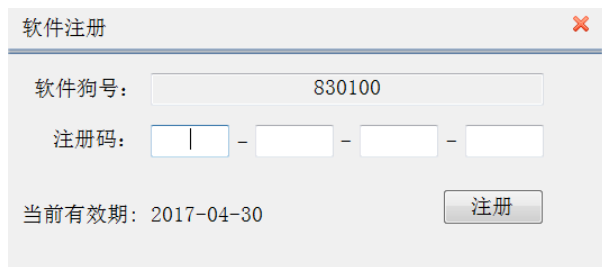 软件注册
软件狗号： 830100
注册码： - - -
当前有效期: 2017-04-30 注册